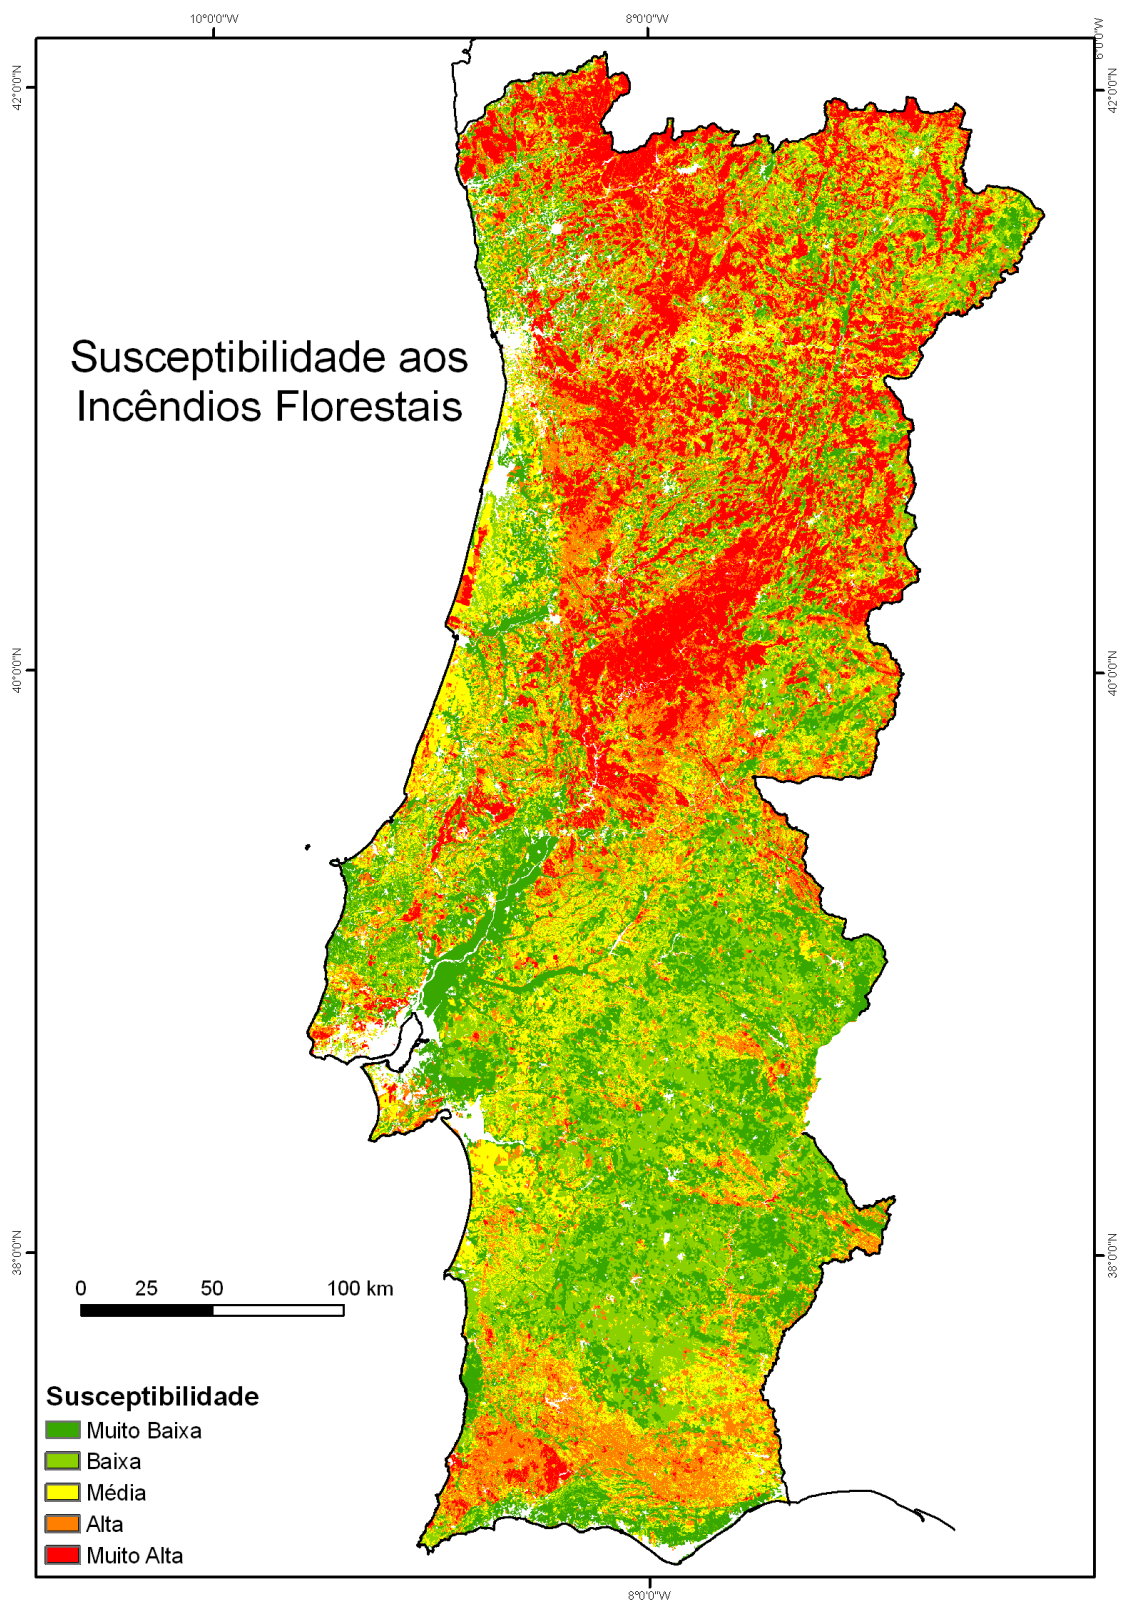 10°0'0"W
8°0'0"W
6°0'0"W
42°0'0"N
42°0'0"N
Susceptibilidade aos
Incêndios Florestais
40°0'0"N
40°0'0"N
38°0'0"N
38°0'0"N
0 25 50 100 km
Susceptibilidade
Muito Baixa
Baixa
Média
Alta
Muito Alta
8°0'0"W